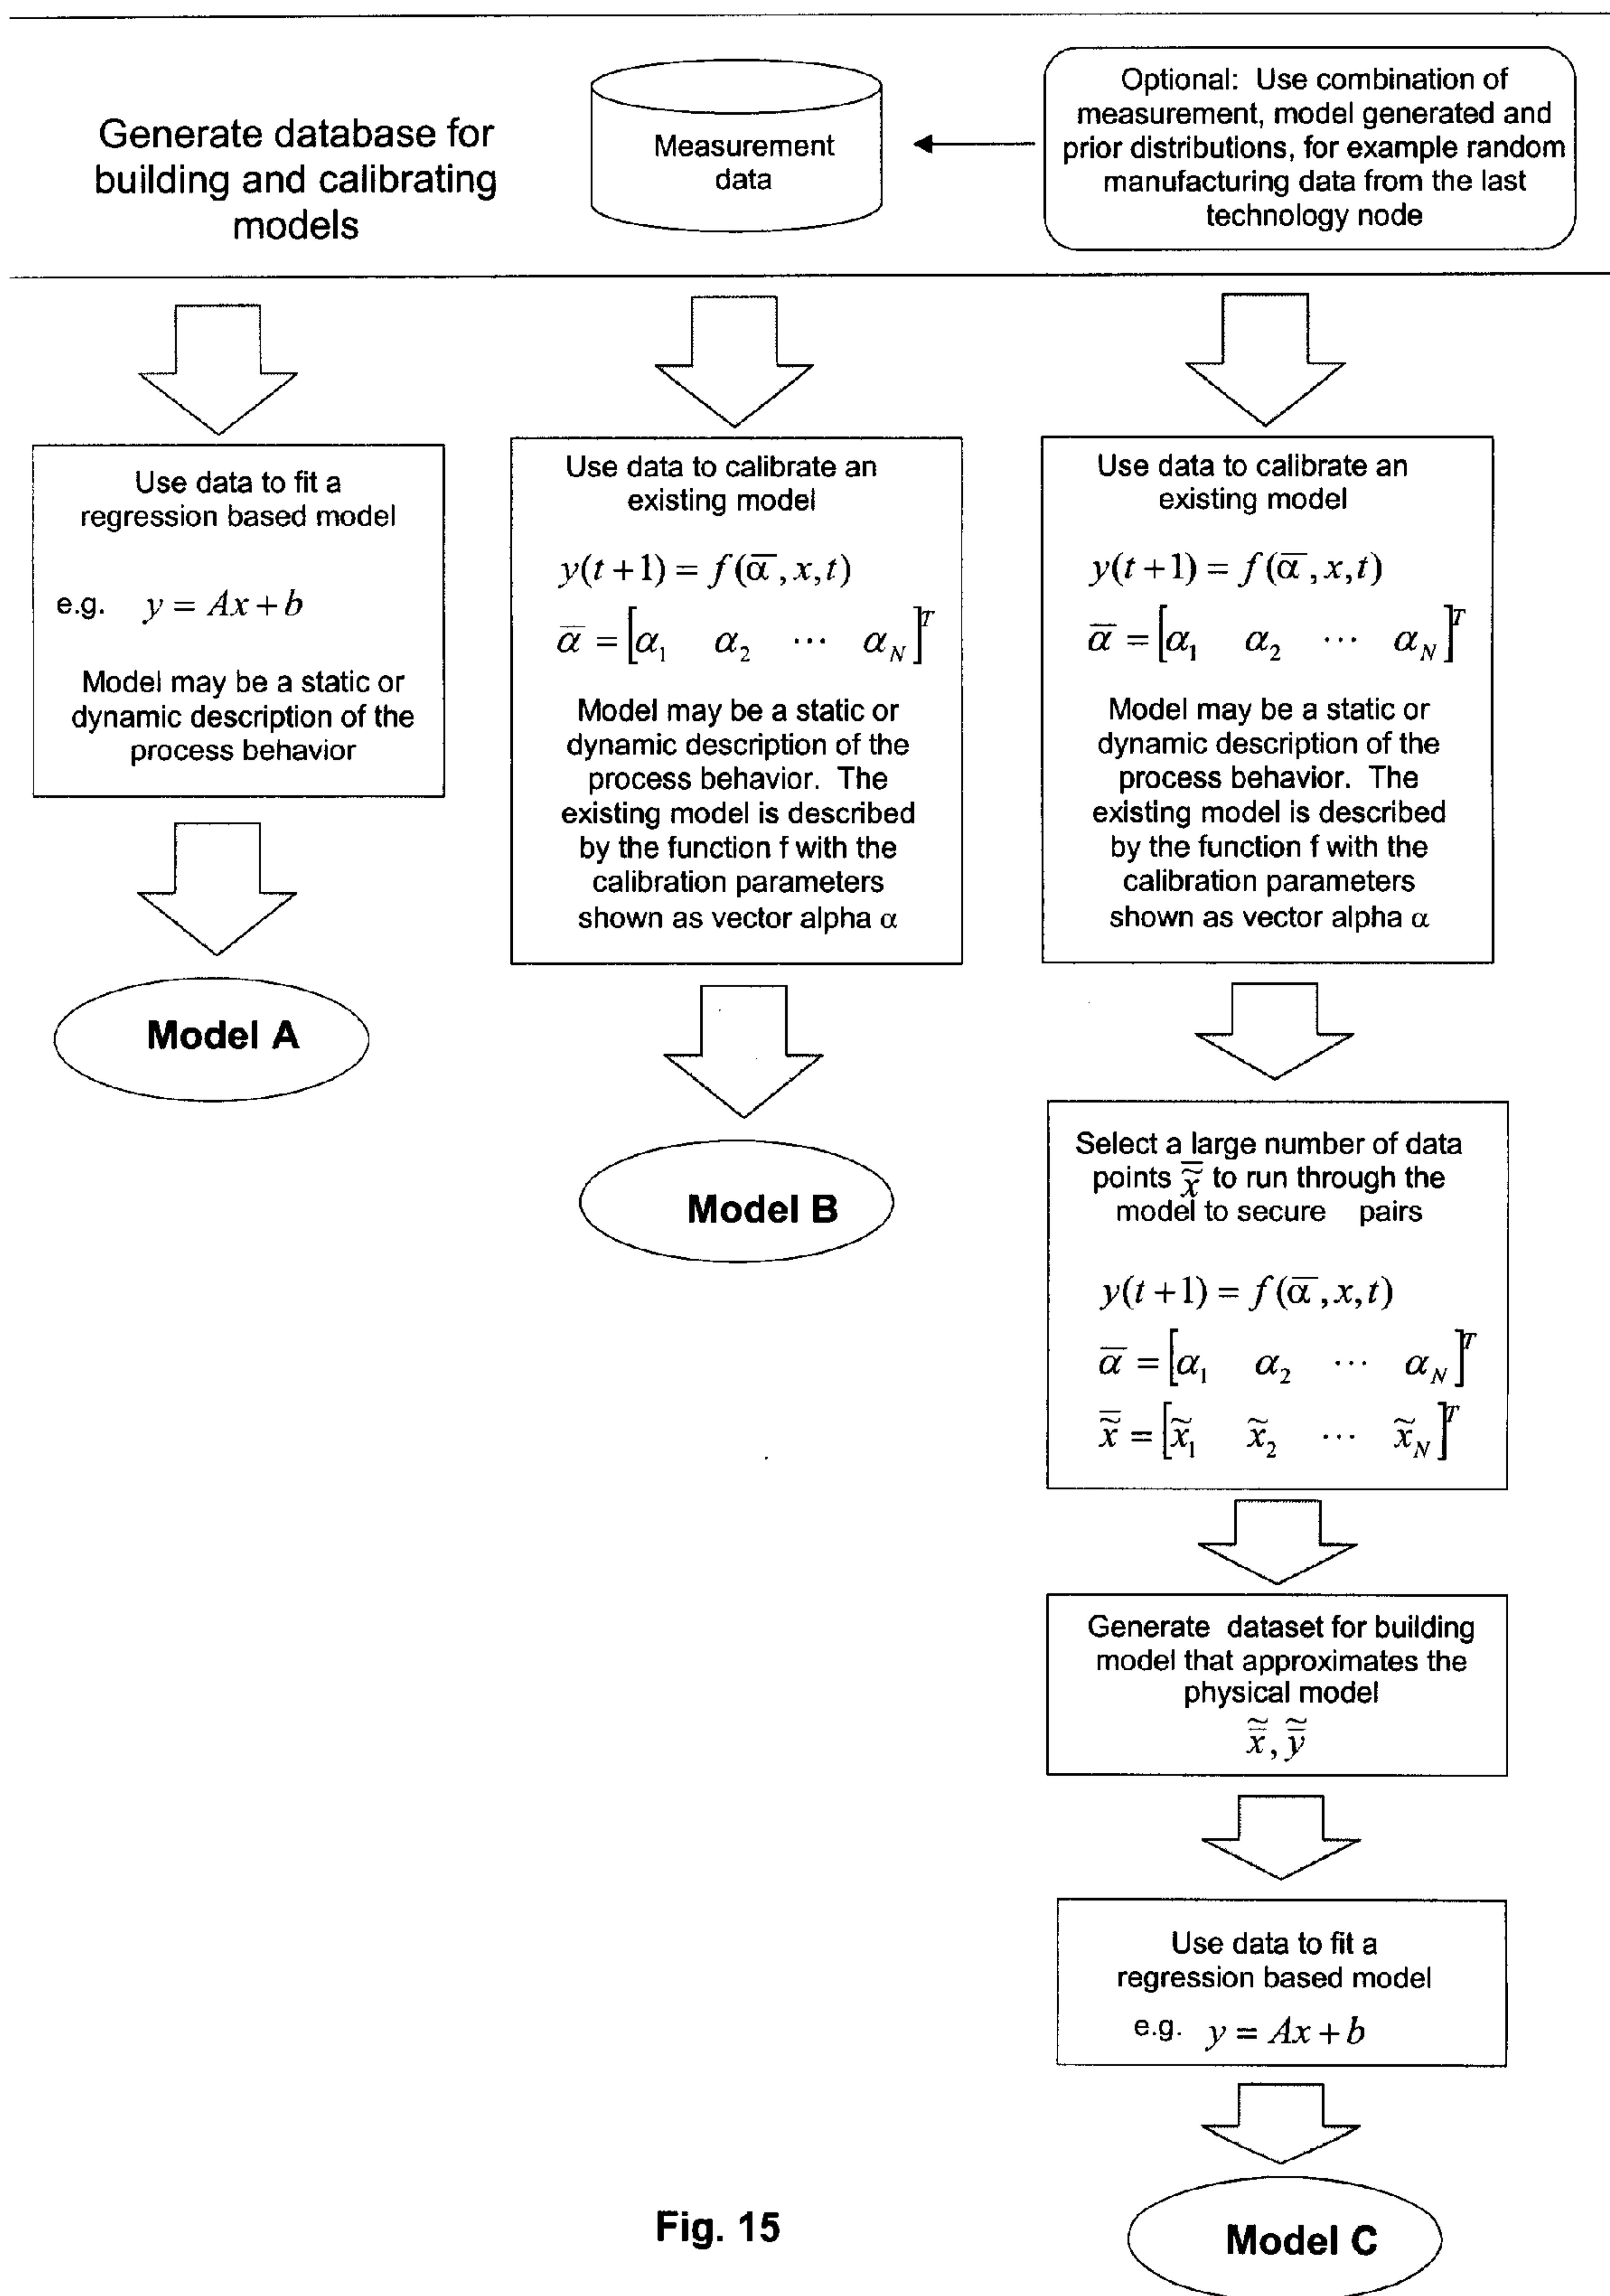 Generate database for
building and calibrating
models
Measurement
data
Optional: Use combination of
measurement, model generated and
prior distributions, for example random
manufacturing data from the last
technology node
Use data to fit a
regression based model
e.g. y = Ax + b
Model may be a static or
dynamic description of the
process behavior
Model A
Use data to calibrate an
existing model
y(t+1) = f(α̅, x, t)
α̅ = [α₁ α₂ ⋯ α_N]ᵀ
Model may be a static or
dynamic description of the
process behavior. The
existing model is described
by the function f with the
calibration parameters
shown as vector alpha α
Model B
Use data to calibrate an
existing model
y(t+1) = f(α̅, x, t)
α̅ = [α₁ α₂ ⋯ α_N]ᵀ
Model may be a static or
dynamic description of the
process behavior. The
existing model is described
by the function f with the
calibration parameters
shown as vector alpha α
Select a large number of data
points x̃̅ to run through the
model to secure pairs
y(t+1) = f(α̅, x, t)
α̅ = [α₁ α₂ ⋯ α_N]ᵀ
x̃̅ = [x̃₁ x̃₂ ⋯ x̃_N]ᵀ
Generate dataset for building
model that approximates the
physical model
x̿̃, y̿̃
Use data to fit a
regression based model
e.g. y = Ax + b
Model C
Fig. 15